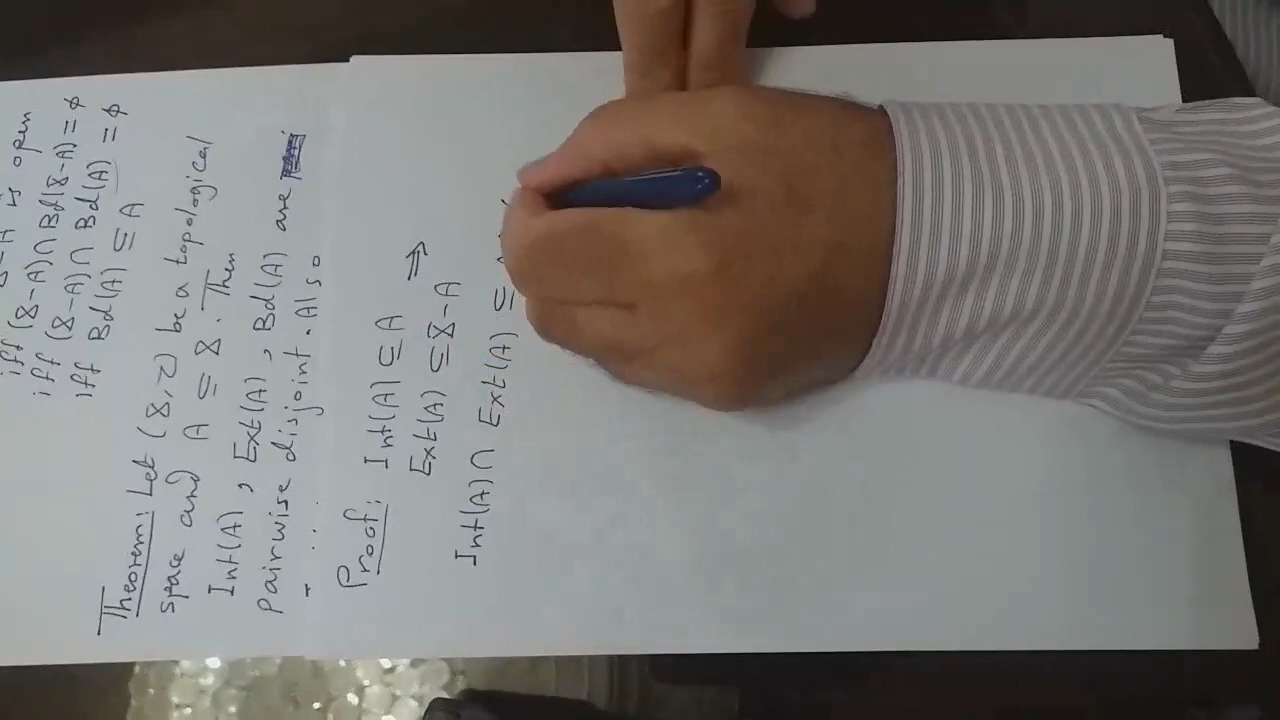 iff (X-A)∩Bd(X-A)=φ
iff (X-A)∩Bd(A)=φ
iff Bd(A)⊆A
Theorem: Let (X,τ) be a topological
space and A ⊆ X. Then
Int(A), Ext(A), Bd(A) are
pairwise disjoint. Also
Proof: Int(A)⊆A
Ext(A)⊆X-A ⇒
Int(A)∩Ext(A)⊆